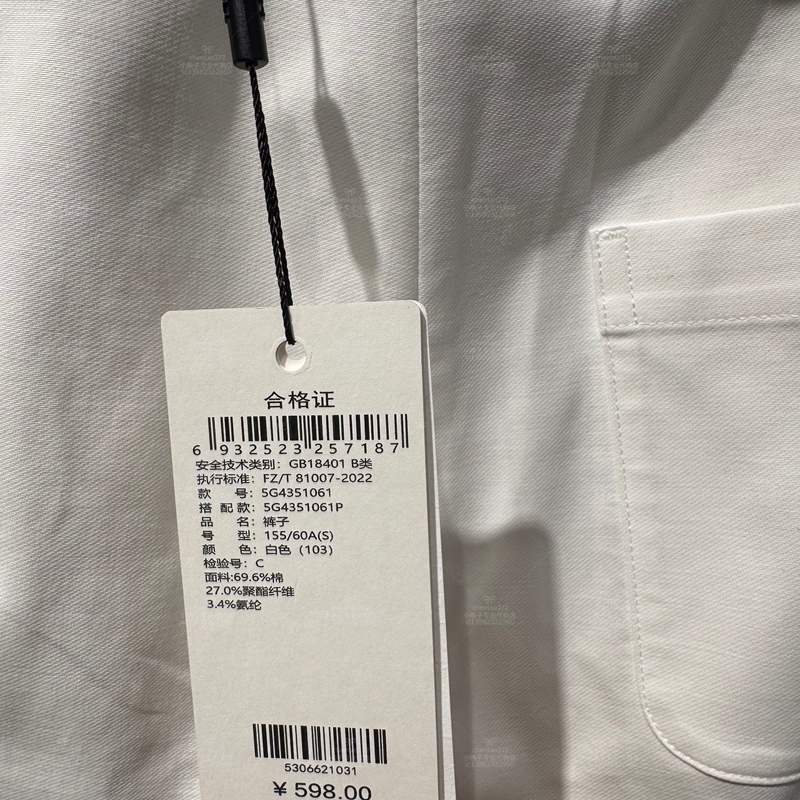 合格证
6 932523 257187
安全技术类别: GB18401 B类
执行标准: FZ/T 81007-2022
款 号: 5G4351061
搭 配 款: 5G4351061P
品 名: 裤子
号 型: 155/60A(S)
颜 色: 白色 (103)
检验号: C
面料:69.6%棉
27.0%聚酯纤维
3.4%氨纶
5306621031
¥ 598.00